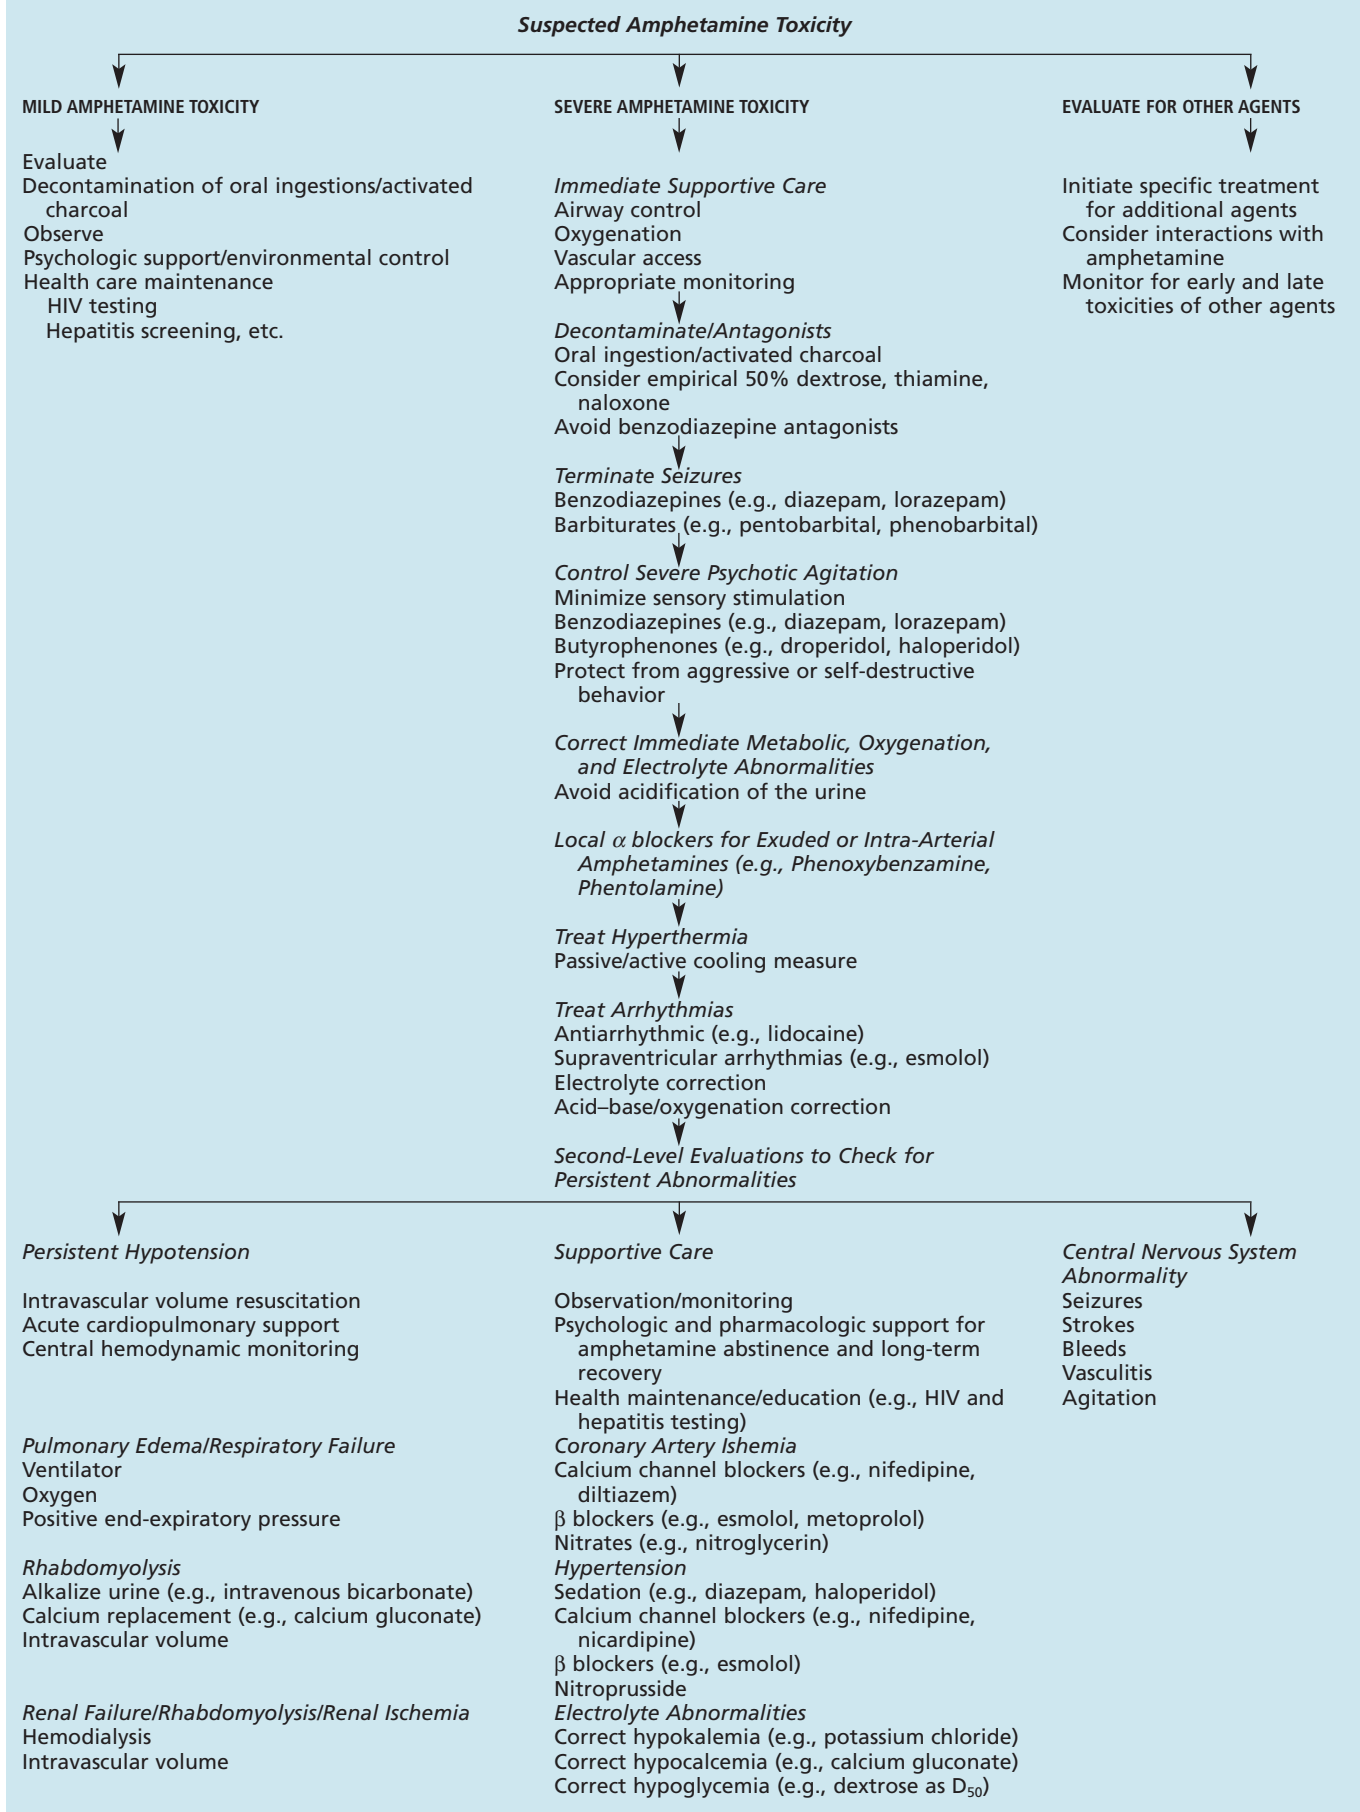 Suspected Amphetamine Toxicity
MILD AMPHETAMINE TOXICITY
Evaluate
Decontamination of oral ingestions/activated
charcoal
Observe
Psychologic support/environmental control
Health care maintenance
HIV testing
Hepatitis screening, etc.
SEVERE AMPHETAMINE TOXICITY
Immediate Supportive Care
Airway control
Oxygenation
Vascular access
Appropriate monitoring
Decontaminate/Antagonists
Oral ingestion/activated charcoal
Consider empirical 50% dextrose, thiamine,
naloxone
Avoid benzodiazepine antagonists
Terminate Seizures
Benzodiazepines (e.g., diazepam, lorazepam)
Barbiturates (e.g., pentobarbital, phenobarbital)
Control Severe Psychotic Agitation
Minimize sensory stimulation
Benzodiazepines (e.g., diazepam, lorazepam)
Butyrophenones (e.g., droperidol, haloperidol)
Protect from aggressive or self-destructive
behavior
Correct Immediate Metabolic, Oxygenation,
and Electrolyte Abnormalities
Avoid acidification of the urine
Local α blockers for Exuded or Intra-Arterial
Amphetamines (e.g., Phenoxybenzamine,
Phentolamine)
Treat Hyperthermia
Passive/active cooling measure
Treat Arrhythmias
Antiarrhythmic (e.g., lidocaine)
Supraventricular arrhythmias (e.g., esmolol)
Electrolyte correction
Acid–base/oxygenation correction
Second-Level Evaluations to Check for
Persistent Abnormalities
EVALUATE FOR OTHER AGENTS
Initiate specific treatment
for additional agents
Consider interactions with
amphetamine
Monitor for early and late
toxicities of other agents
Persistent Hypotension
Intravascular volume resuscitation
Acute cardiopulmonary support
Central hemodynamic monitoring
Pulmonary Edema/Respiratory Failure
Ventilator
Oxygen
Positive end-expiratory pressure
Rhabdomyolysis
Alkalize urine (e.g., intravenous bicarbonate)
Calcium replacement (e.g., calcium gluconate)
Intravascular volume
Renal Failure/Rhabdomyolysis/Renal Ischemia
Hemodialysis
Intravascular volume
Supportive Care
Observation/monitoring
Psychologic and pharmacologic support for
amphetamine abstinence and long-term
recovery
Health maintenance/education (e.g., HIV and
hepatitis testing)
Coronary Artery Ishemia
Calcium channel blockers (e.g., nifedipine,
diltiazem)
β blockers (e.g., esmolol, metoprolol)
Nitrates (e.g., nitroglycerin)
Hypertension
Sedation (e.g., diazepam, haloperidol)
Calcium channel blockers (e.g., nifedipine,
nicardipine)
β blockers (e.g., esmolol)
Nitroprusside
Electrolyte Abnormalities
Correct hypokalemia (e.g., potassium chloride)
Correct hypocalcemia (e.g., calcium gluconate)
Correct hypoglycemia (e.g., dextrose as D₅₀)
Central Nervous System
Abnormality
Seizures
Strokes
Bleeds
Vasculitis
Agitation